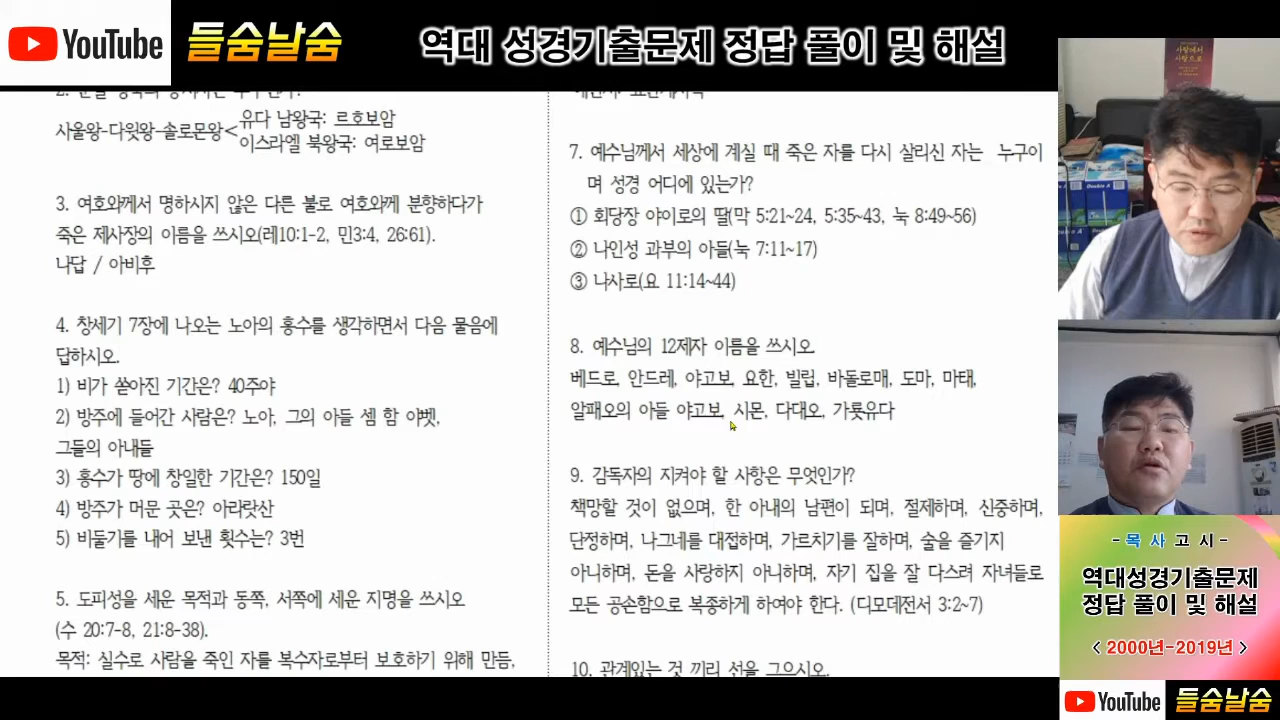 YouTube 들숨날숨
역대 성경기출문제 정답 풀이 및 해설
사울왕-다윗왕-솔로몬왕<
유다 남왕국: 르호보암
이스라엘 북왕국: 여로보암
3. 여호와께서 명하시지 않은 다른 불로 여호와께 분향하다가
죽은 제사장의 이름을 쓰시오(레10:1-2, 민3:4, 26:61).
나답 / 아비후
4. 창세기 7장에 나오는 노아의 홍수를 생각하면서 다음 물음에
답하시오.
1) 비가 쏟아진 기간은? 40주야
2) 방주에 들어간 사람은? 노아, 그의 아들 셈 함 야벳,
그들의 아내들
3) 홍수가 땅에 창일한 기간은? 150일
4) 방주가 머문 곳은? 아라랏산
5) 비둘기를 내어 보낸 횟수는? 3번
5. 도피성을 세운 목적과 동쪽, 서쪽에 세운 지명을 쓰시오
(수 20:7-8, 21:8-38).
목적: 실수로 사람을 죽인 자를 복수자로부터 보호하기 위해 만듬,
7. 예수님께서 세상에 계실 때 죽은 자를 다시 살리신 자는 누구이
며 성경 어디에 있는가?
① 회당장 야이로의 딸(막 5:21~24, 5:35~43, 눅 8:49~56)
② 나인성 과부의 아들(눅 7:11~17)
③ 나사로(요 11:14~44)
8. 예수님의 12제자 이름을 쓰시오.
베드로, 안드레, 야고보, 요한, 빌립, 바돌로매, 도마, 마태,
알패오의 아들 야고보, 시몬, 다대오, 가룟유다
9. 감독자의 지켜야 할 사항은 무엇인가?
책망할 것이 없으며, 한 아내의 남편이 되며, 절제하며, 신중하며,
단정하며, 나그네를 대접하며, 가르치기를 잘하며, 술을 즐기지
아니하며, 돈을 사랑하지 아니하며, 자기 집을 잘 다스려 자녀들로
모든 공손함으로 복종하게 하여야 한다. (디모데전서 3:2~7)
10. 관계있는 것 끼리 선을 그으시오.
사랑에서
사랑으로
Double A
- 목 사 고 시 -
역대성경기출문제
정답 풀이 및 해설
< 2000년-2019년 >
YouTube 들숨날숨